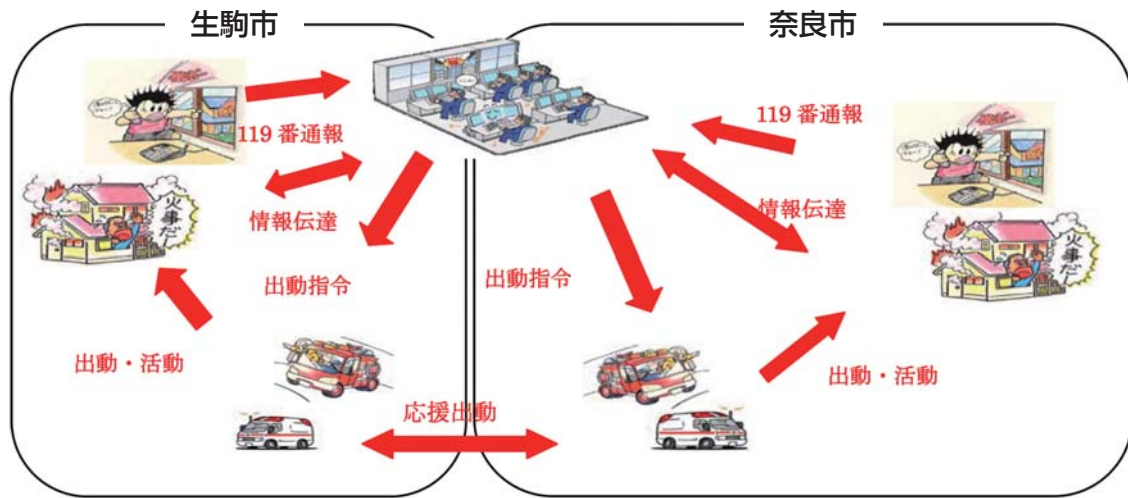 生駒市
奈良市
119 番通報
119 番通報
情報伝達
情報伝達
火事だー
火事だー
出動指令
出動指令
出動・活動
出動・活動
応援出動